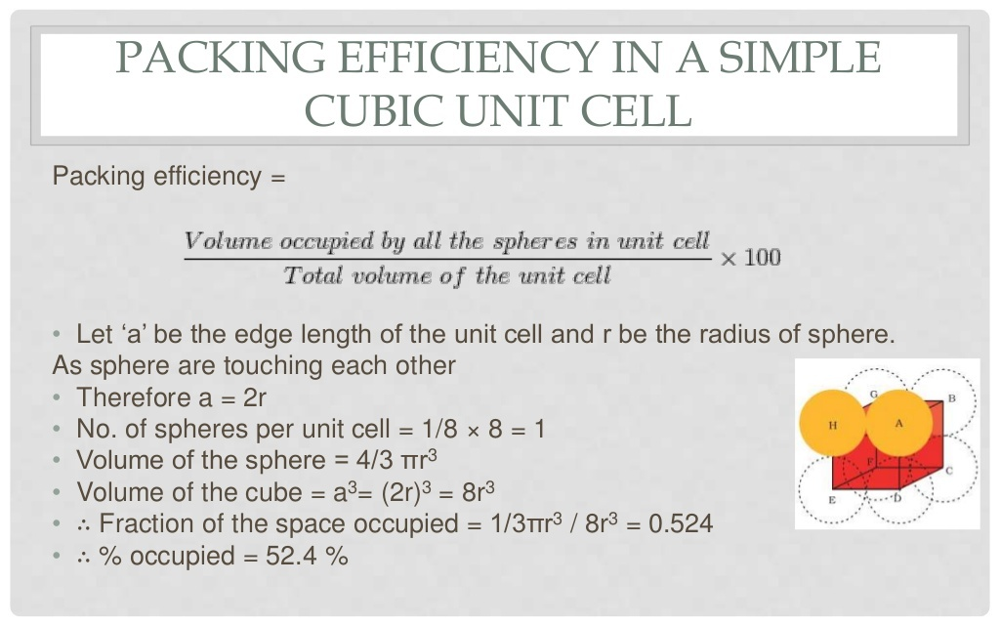 PACKING EFFICIENCY IN A SIMPLE
CUBIC UNIT CELL
Packing efficiency =
Volume occupied by all the spheres in unit cell
Total volume of the unit cell
× 100
• Let ‘a’ be the edge length of the unit cell and r be the radius of sphere.
As sphere are touching each other
• Therefore a = 2r
• No. of spheres per unit cell = 1/8 × 8 = 1
• Volume of the sphere = 4/3 πr³
• Volume of the cube = a³= (2r)³ = 8r³
• ∴ Fraction of the space occupied = 1/3πr³ / 8r³ = 0.524
• ∴ % occupied = 52.4 %
G
B
H
A
F
C
E
D